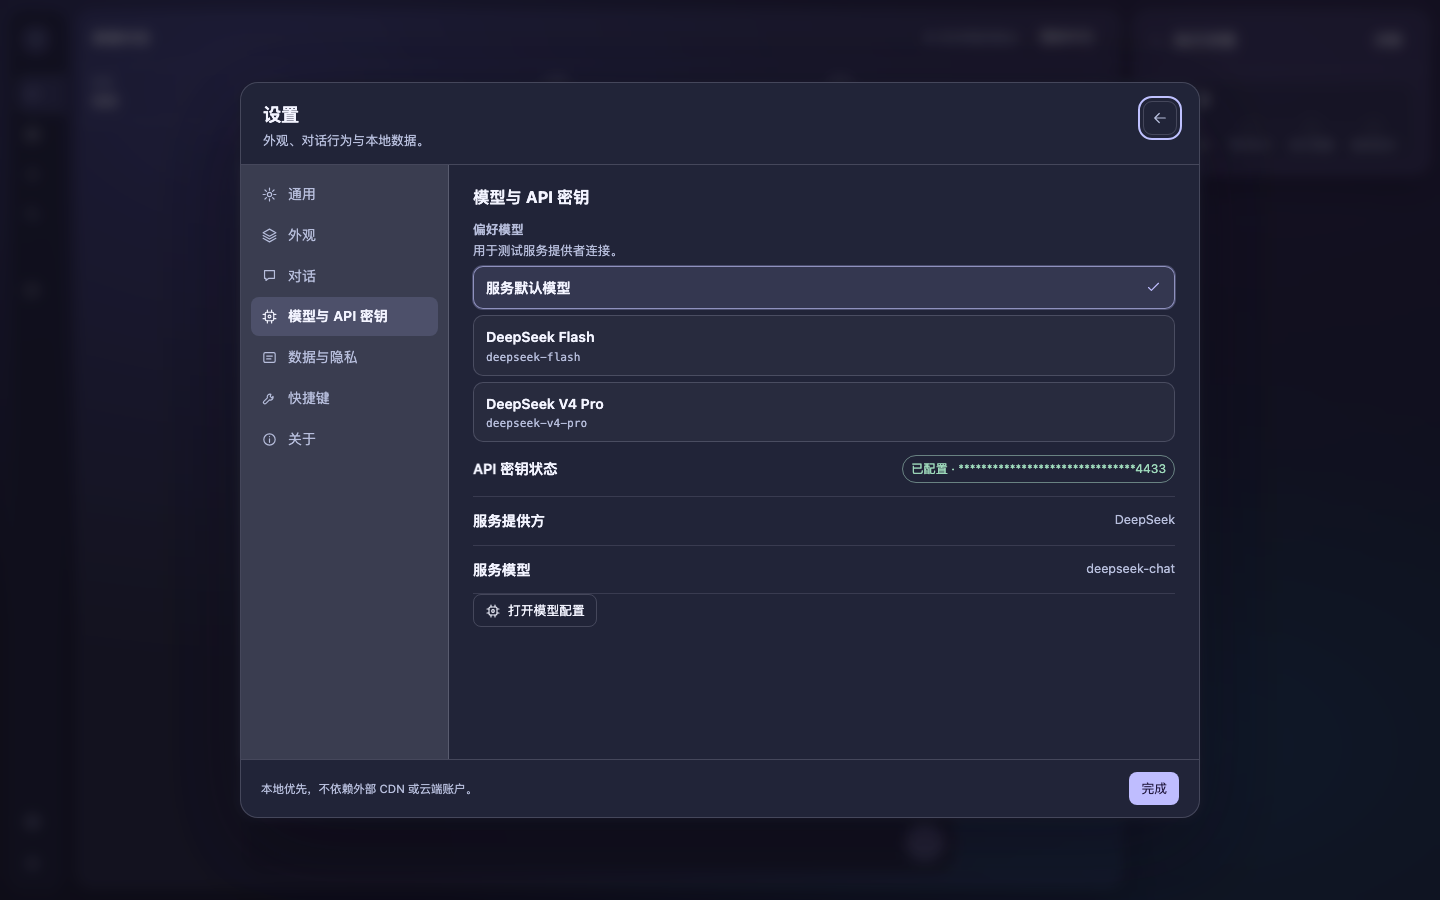 设置
外观、对话行为与本地数据。
通用
外观
对话
模型与 API 密钥
数据与隐私
快捷键
关于
模型与 API 密钥
偏好模型
用于测试服务提供者连接。
服务默认模型
DeepSeek Flash
deepseek-flash
DeepSeek V4 Pro
deepseek-v4-pro
API 密钥状态
已配置 · *******************************4433
服务提供方
DeepSeek
服务模型
deepseek-chat
打开模型配置
本地优先，不依赖外部 CDN 或云端账户。
完成